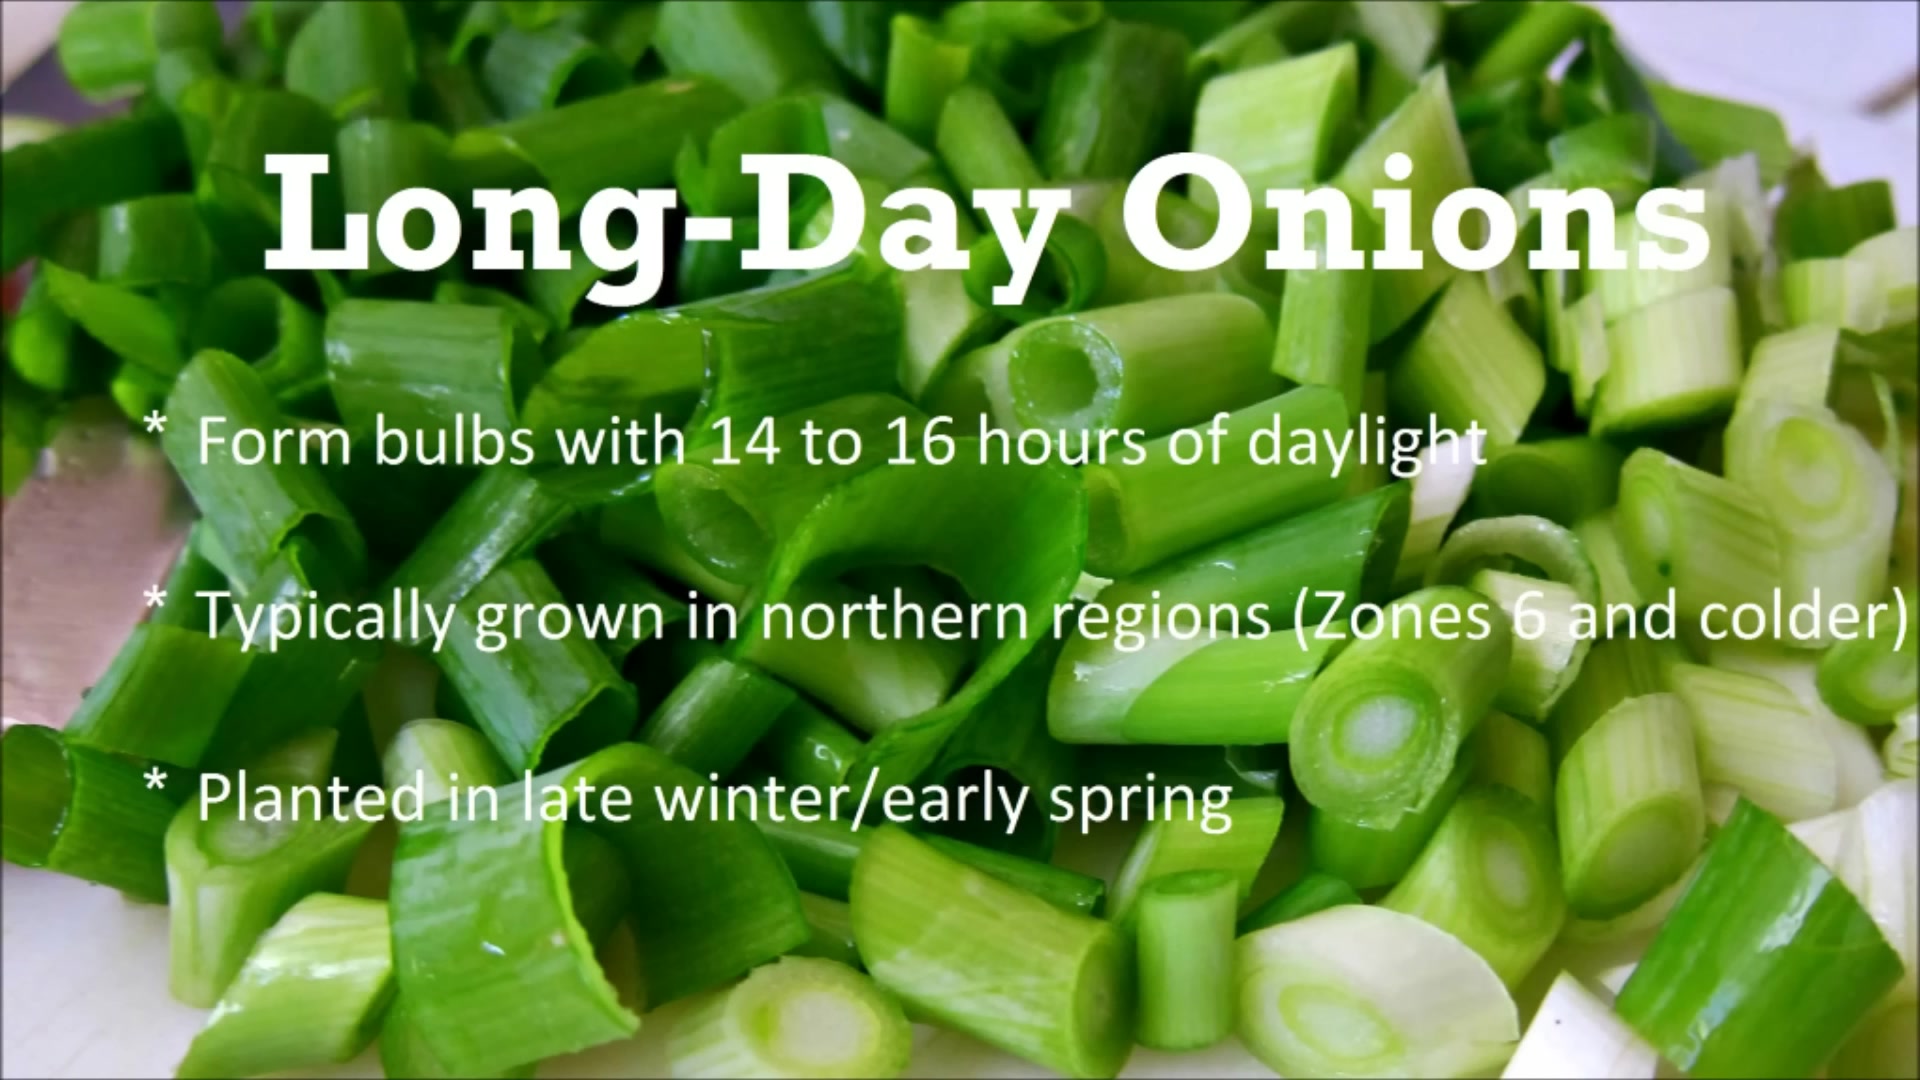 Long-Day Onions
* Form bulbs with 14 to 16 hours of daylight
* Typically grown in northern regions (Zones 6 and colder)
* Planted in late winter/early spring